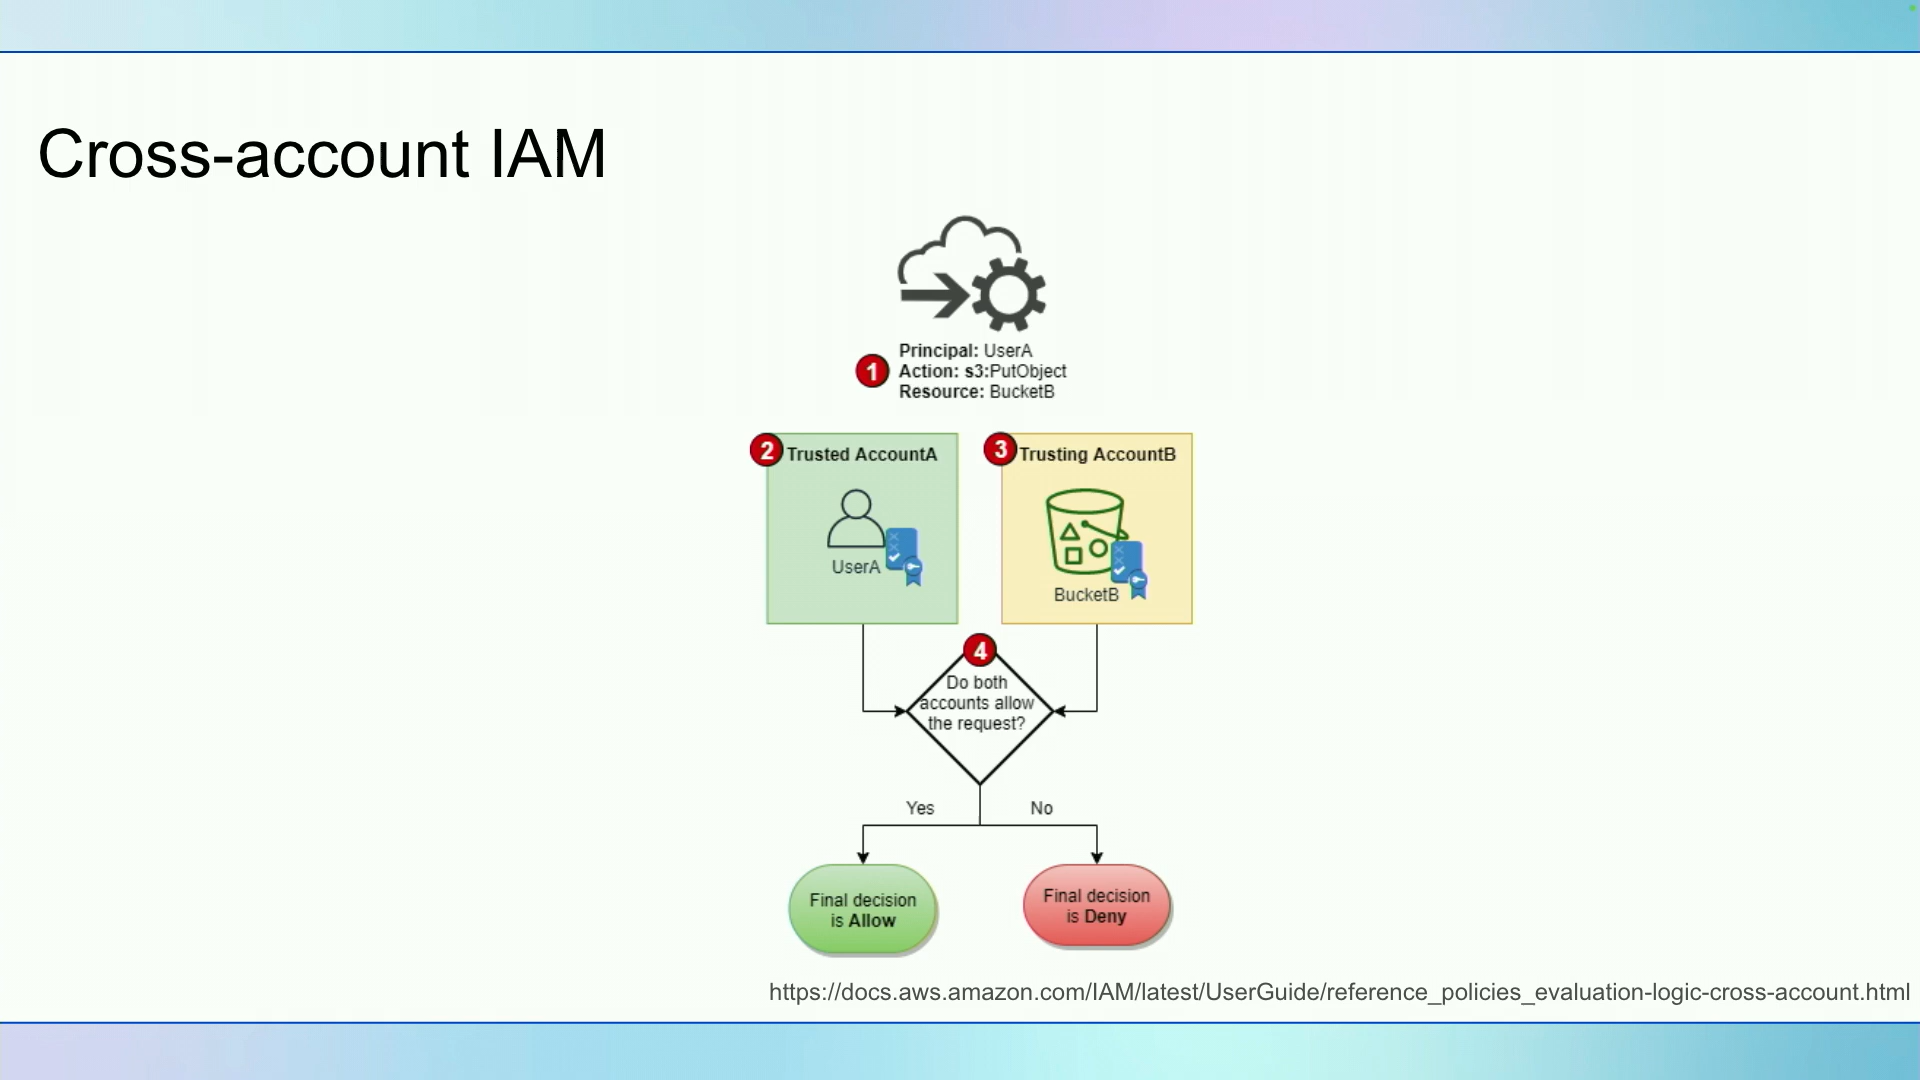 Cross-account IAM
1
Principal: UserA
Action: s3:PutObject
Resource: BucketB
2 Trusted AccountA
UserA
3 Trusting AccountB
BucketB
4
Do both
accounts allow
the request?
Yes
No
Final decision
is Allow
Final decision
is Deny
https://docs.aws.amazon.com/IAM/latest/UserGuide/reference_policies_evaluation-logic-cross-account.html